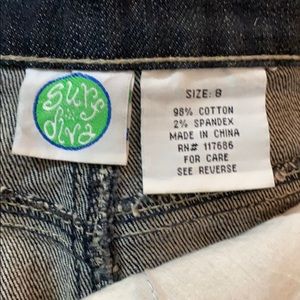 surf
diva
SIZE: 8
98% COTTON
2% SPANDEX
MADE IN CHINA
RN# 117686
FOR CARE
SEE REVERSE